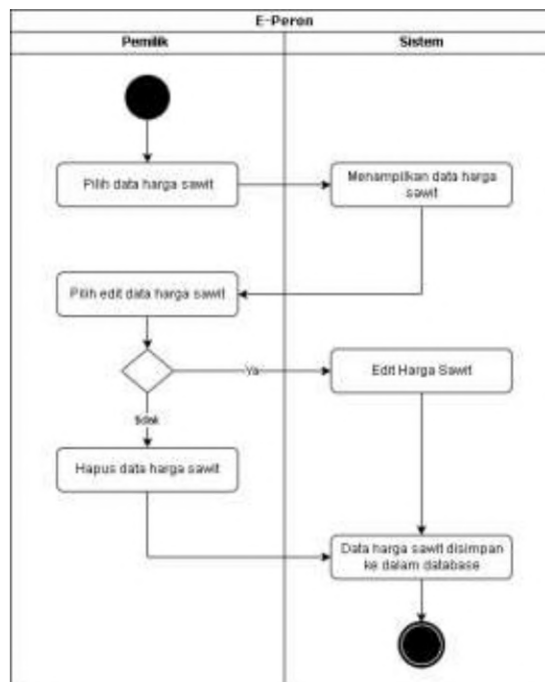 E-Peron
Pemilik
Sistem
Pilih data harga sawit
Menampilkan data harga
sawit
Pilih edit data harga sawit
Ya
Edit Harga Sawit
tidak
Hapus data harga sawit
Data harga sawit disimpan
ke dalam database